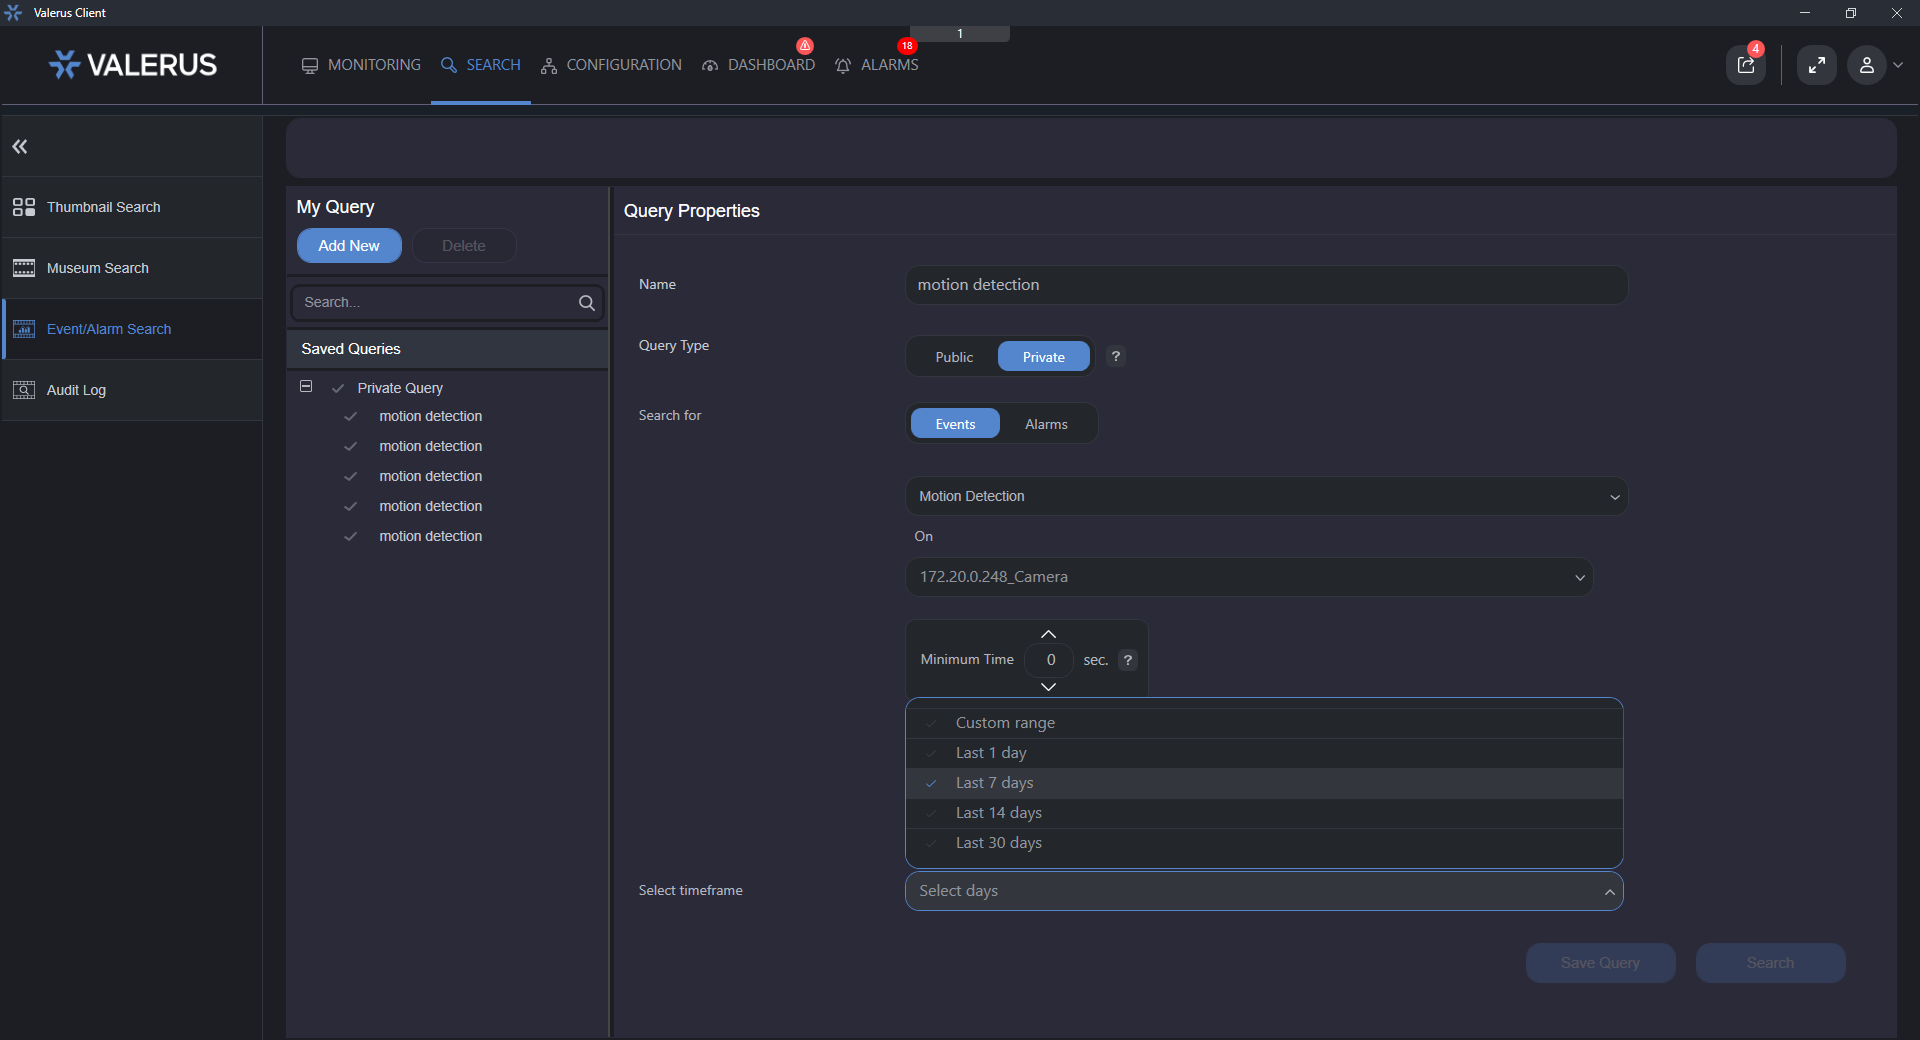 Valerus Client
1
VALERUS
MONITORING
SEARCH
CONFIGURATION
DASHBOARD
18
ALARMS
4
Thumbnail Search
Museum Search
Event/Alarm Search
Audit Log
My Query
Add New
Delete
Search...
Saved Queries
Private Query
motion detection
motion detection
motion detection
motion detection
motion detection
Query Properties
Name
motion detection
Query Type
Public
Private
?
Search for
Events
Alarms
Motion Detection
On
172.20.0.248_Camera
Minimum Time
0
sec.
?
Custom range
Last 1 day
Last 7 days
Last 14 days
Last 30 days
Select timeframe
Select days
Save Query
Search